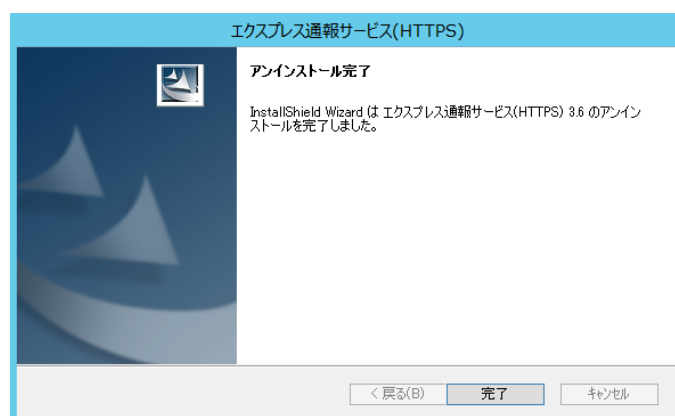 エクスプレス通報サービス(HTTPS)
アンインストール完了
InstallShield Wizard は エクスプレス通報サービス(HTTPS) 3.6 のアンイン
ストールを完了しました。
< 戻る(B)
完了
キャンセル